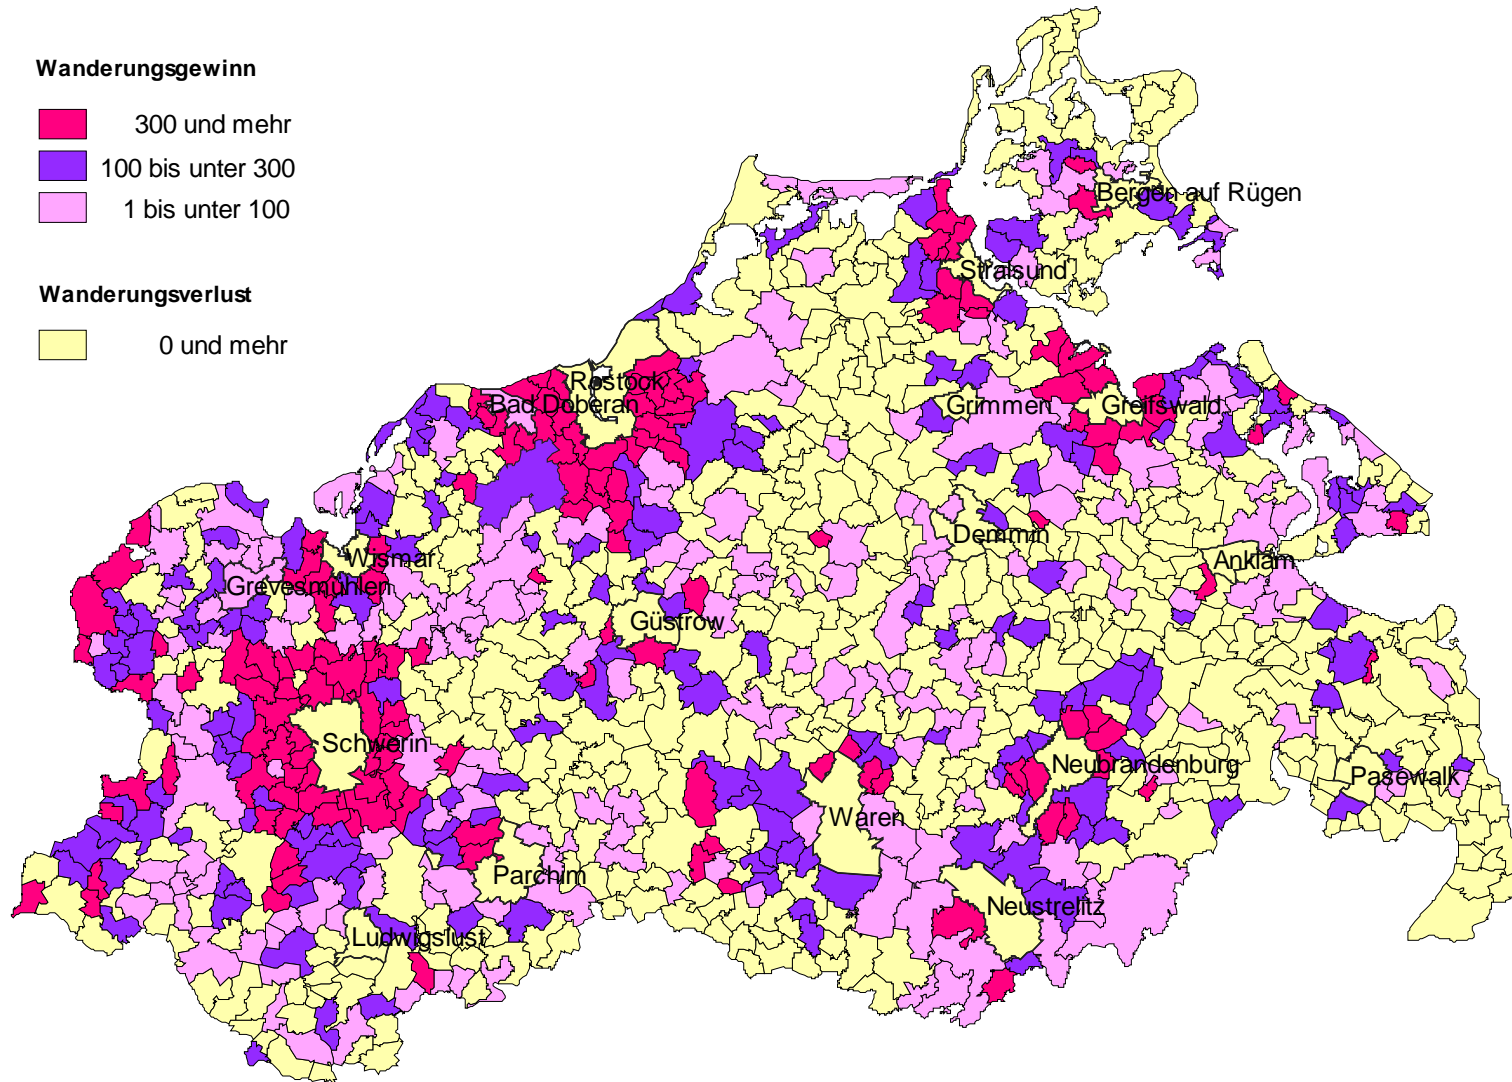 Wanderungsgewinn
300 und mehr
100 bis unter 300
1 bis unter 100
Wanderungsverlust
0 und mehr
Bergen auf Rügen
Stralsund
Rostock
Bad Doberan
Grimmen
Greifswald
Demmin
Wismar
Anklam
Grevesmühlen
Güstrow
Schwerin
Neubrandenburg
Pasewalk
Waren
Parchim
Neustrelitz
Ludwigslust